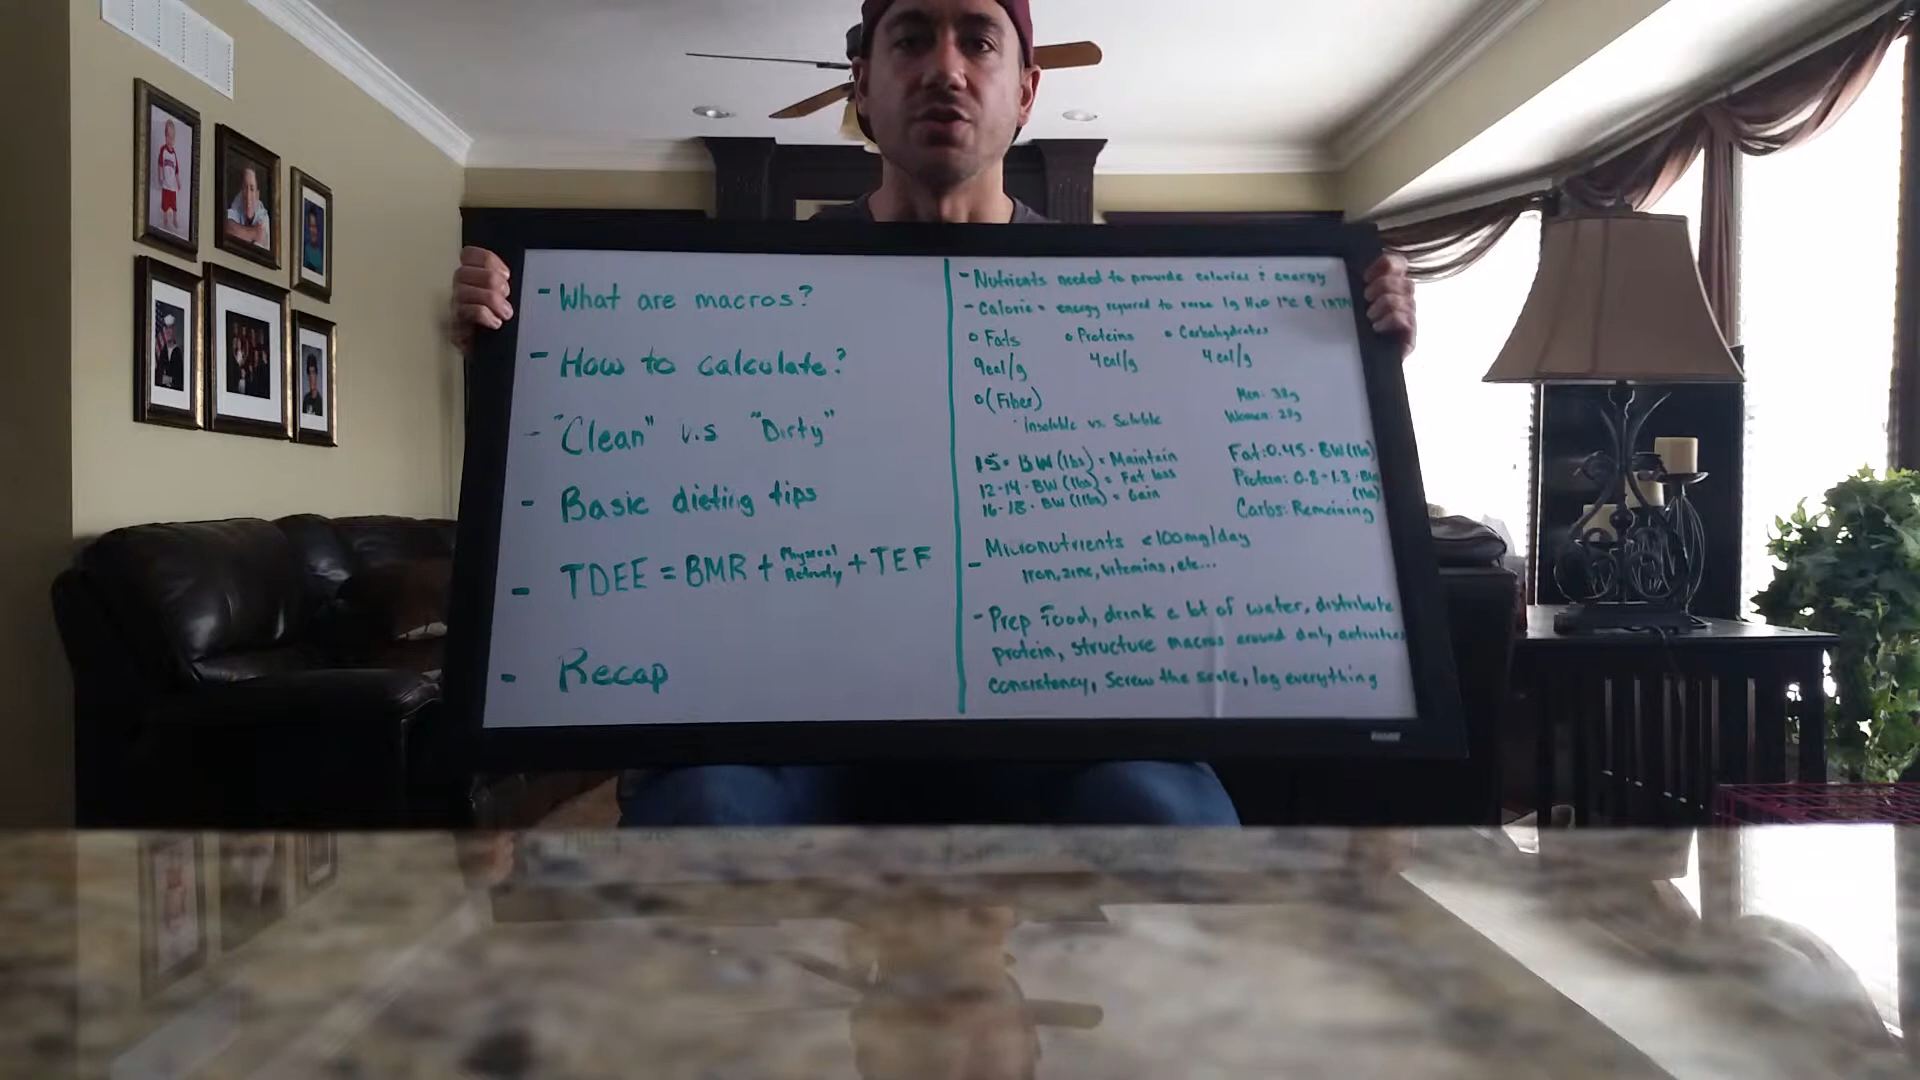 - What are macros?
- How to calculate?
- "Clean" v.s "Dirty"
- Basic dieting tips
- TDEE = BMR + Physical Activity + TEF
- Recap
- Nutrients needed to provide calories & energy
- Calorie = energy required to raise 1g H2O 1°C @ 1ATM
o Fats o Proteins o Carbohydrates
9cal/g 4cal/g 4cal/g
o (Fiber) Men: 38g
· Insoluble vs. Soluble Women: 28g
15 · BW (lbs) = Maintain
12-14 · BW (lbs) = Fat loss
16-18 · BW (lbs) = Gain
Fat: 0.45 · BW (lbs)
Protein: 0.8-1.3 · BW (lbs)
Carbs: Remaining
- Micronutrients <100mg/day
Iron, zinc, vitamins, etc...
- Prep food, drink a lot of water, distribute
protein, structure macros around daily activities
consistency, screw the scale, log everything